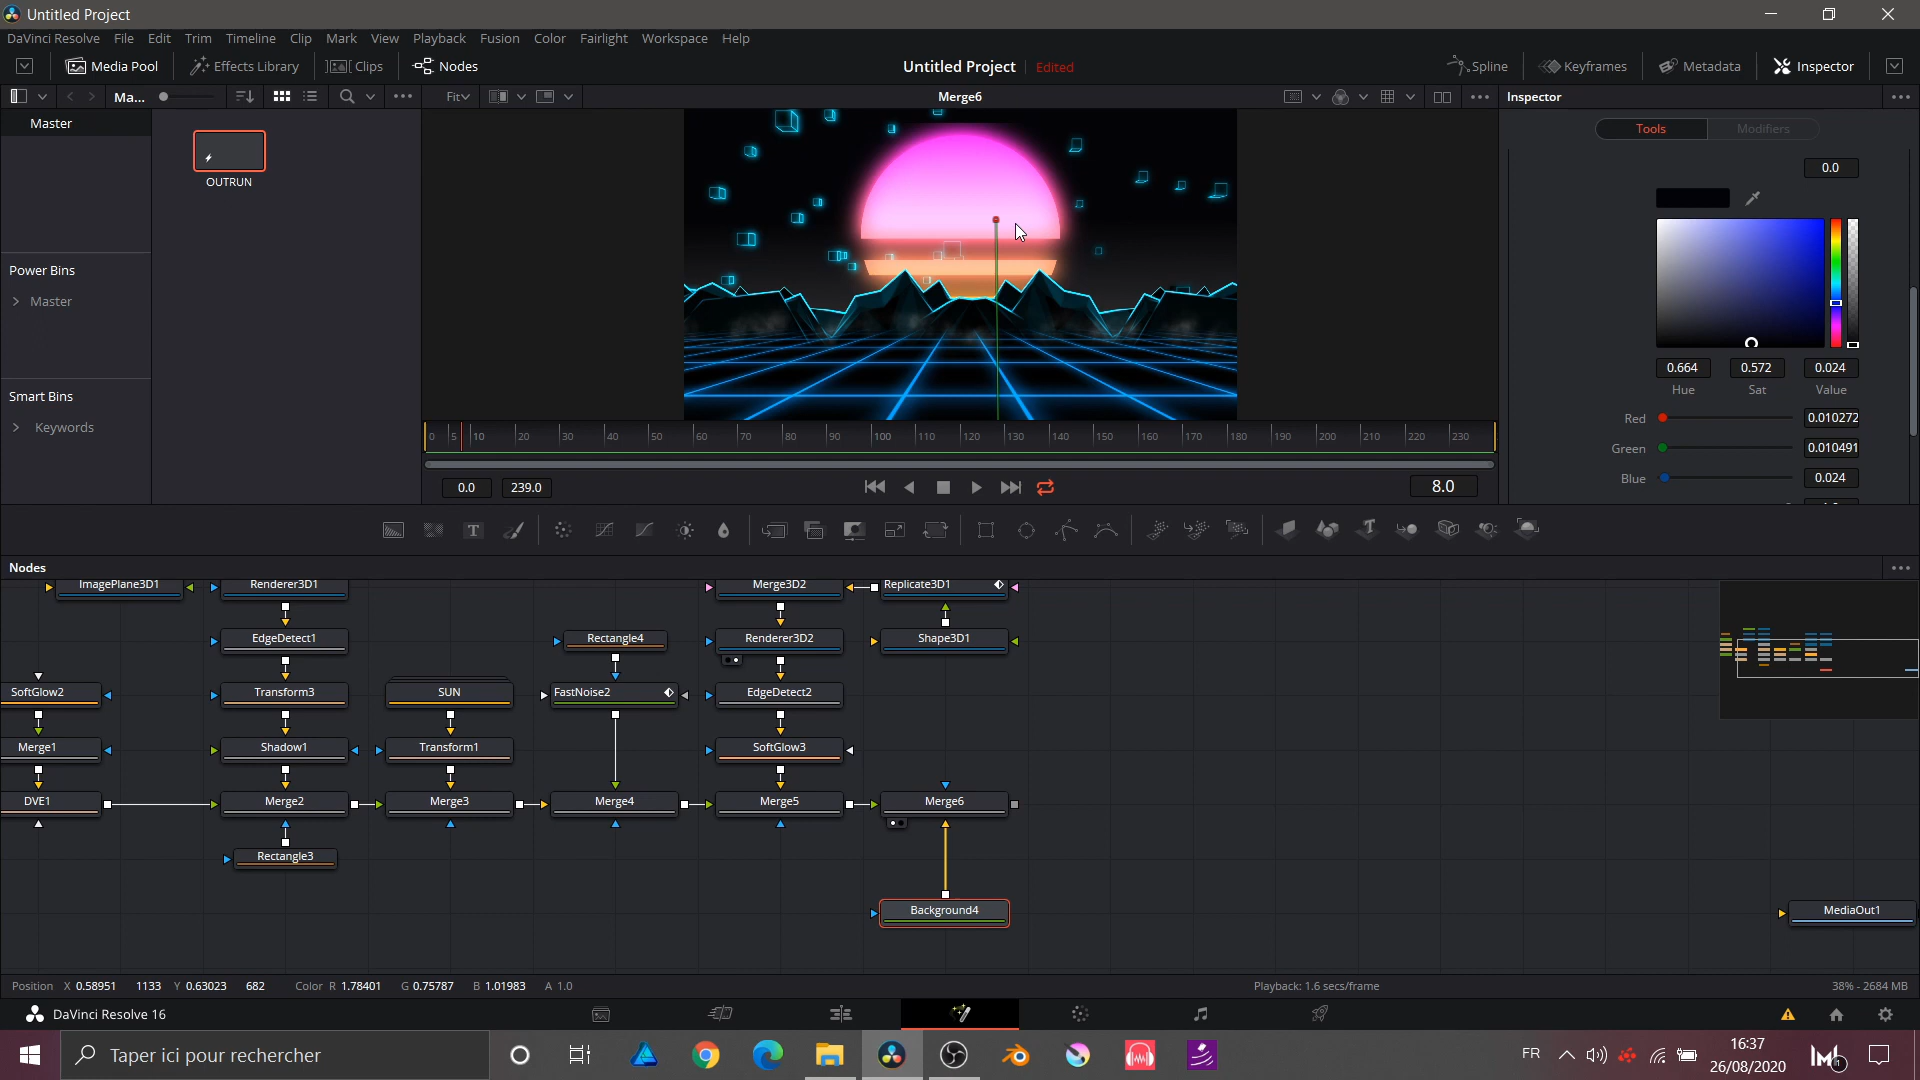 Untitled Project
DaVinci Resolve File Edit Trim Timeline Clip Mark View Playback Fusion Color Fairlight Workspace Help
Media Pool Effects Library Clips Nodes Untitled Project Edited Spline Keyframes Metadata Inspector
Ma... Fit Merge6 Inspector
Master
OUTRUN
Power Bins
Master
Smart Bins
Keywords
Tools Modifiers
0.0
0.664 0.572 0.024
Hue Sat Value
Red 0.010272
Green 0.010491
Blue 0.024
0 5 10 20 30 40 50 60 70 80 90 100 110 120 130 140 150 160 170 180 190 200 210 220 230
0.0 239.0 8.0
Nodes
ImagePlane3D1 Renderer3D1 Merge3D2 Replicate3D1
EdgeDetect1 Rectangle4 Renderer3D2 Shape3D1
SoftGlow2 Transform3 SUN FastNoise2 EdgeDetect2
Merge1 Shadow1 Transform1 SoftGlow3
DVE1 Merge2 Merge3 Merge4 Merge5 Merge6
Rectangle3
Background4 MediaOut1
Position X 0.58951 1133 Y 0.63023 682 Color R 1.78401 G 0.75787 B 1.01983 A 1.0 Playback: 1.6 secs/frame 38% - 2684 MB
DaVinci Resolve 16
Taper ici pour rechercher FR 16:37
26/08/2020
1